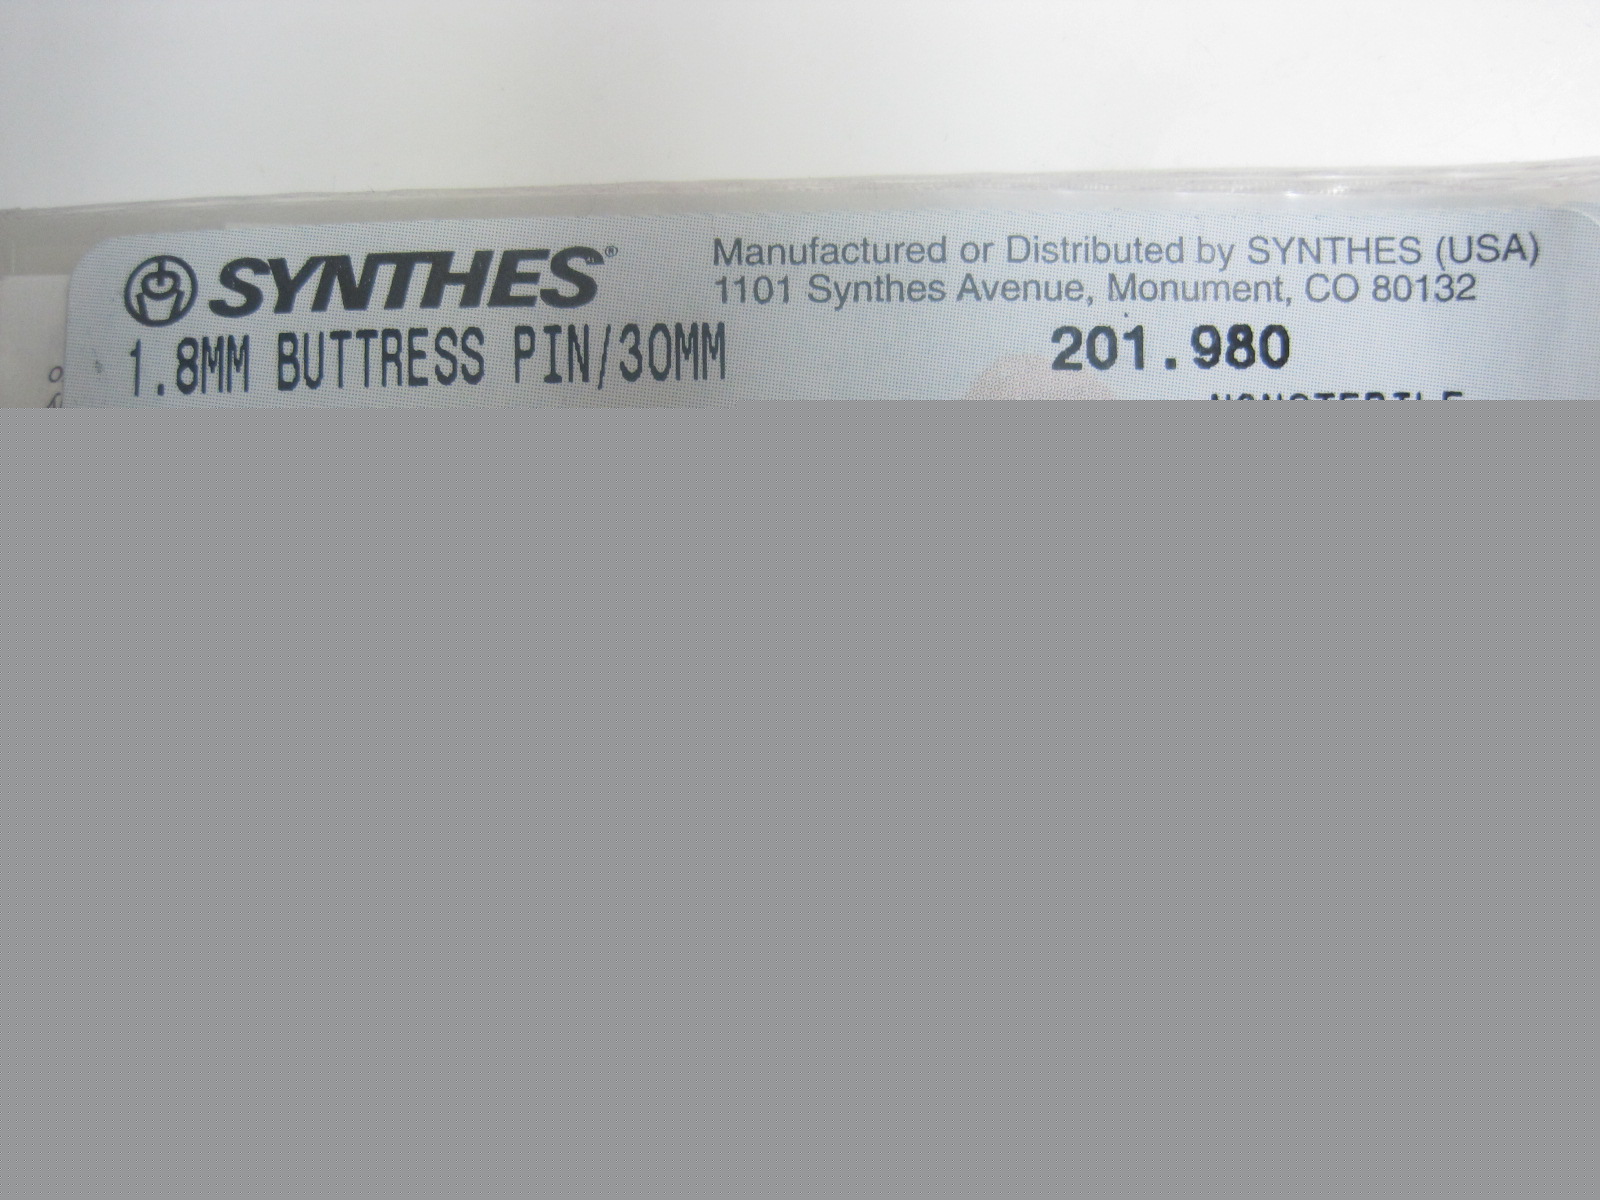 SYNTHES®
Manufactured or Distributed by SYNTHES (USA)
1101 Synthes Avenue, Monument, CO 80132
1.8MM BUTTRESS PIN/30MM
201.980
NONSTERILE